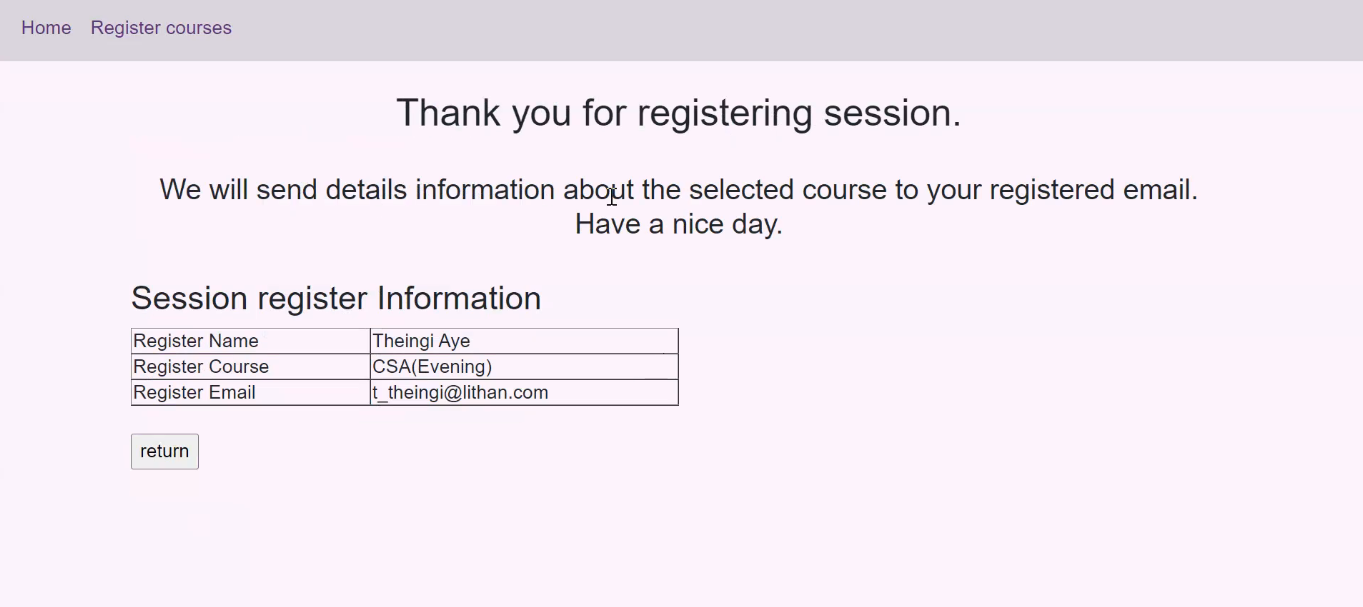 Home Register courses
Thank you for registering session.
We will send details information about the selected course to your registered email.
Have a nice day.
Session register Information
Register Name Theingi Aye
Register Course CSA(Evening)
Register Email t_theingi@lithan.com
return